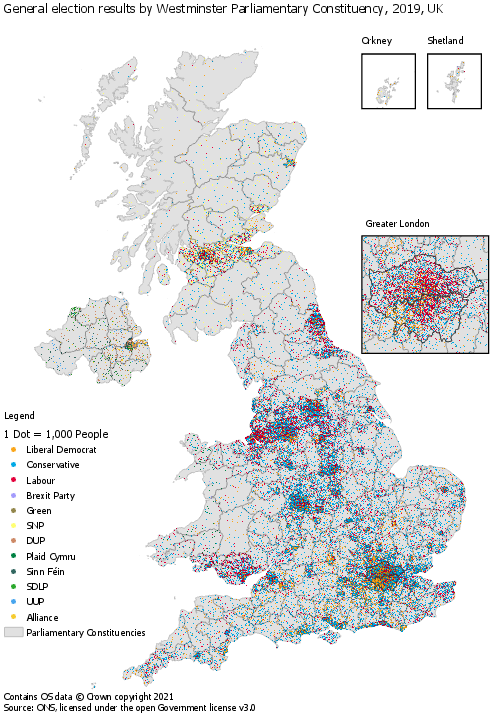 General election results by Westminster Parliamentary Constituency, 2019, UK
Orkney
Shetland
Greater London
Legend
1 Dot = 1,000 People
Liberal Democrat
Conservative
Labour
Brexit Party
Green
SNP
DUP
Plaid Cymru
Sinn Féin
SDLP
UUP
Alliance
Parliamentary Constituencies
Contains OS data © Crown copyright 2021
Source: ONS, licensed under the open Government license v3.0